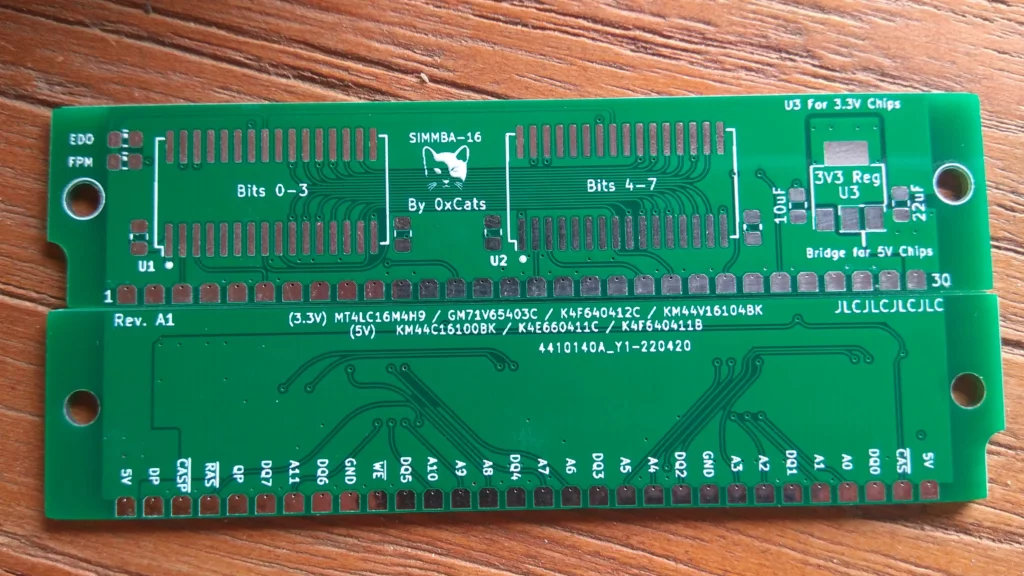 U3 For 3.3V Chips
EDO
FPM
SIMMBA-16
Bits 0-3
Bits 4-7
3V3 Reg
U3
10uF
22uF
By 0xCats
Bridge for 5V Chips
U1
U2
1
30
Rev. A1
(3.3V) MT4LC16M4H9 / GM71V65403C / K4F640412C / KM44V16104BK
JLCJLCJLCJLC
(5V) KM44C16100BK / K4E660411C / K4F640411B
4410140A_Y1-220420
5V DP CASP RAS QP DQ7 A11 DQ6 GND WE DQ5 A10 A9 A8 DQ4 A7 A6 DQ3 A5 A4 DQ2 GND A3 A2 DQ1 A1 A0 DQ0 CAS 5V